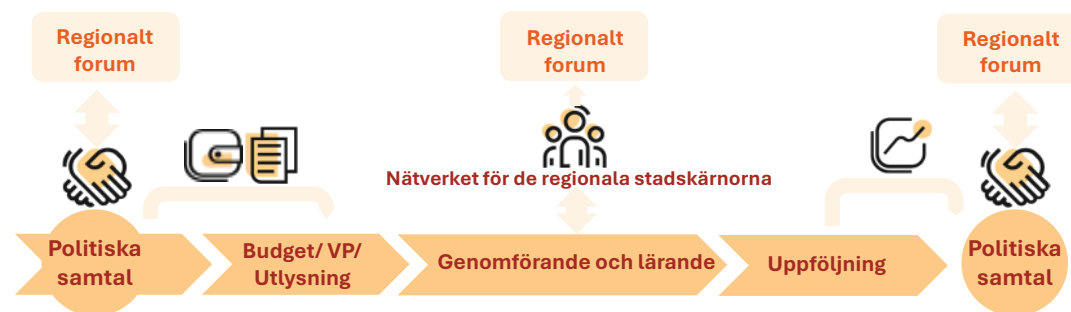 Regionalt
forum
Regionalt
forum
Regionalt
forum
Nätverket för de regionala stadskärnorna
Politiska
samtal
Budget/ VP/
Utlysning
Genomförande och lärande
Uppföljning
Politiska
samtal